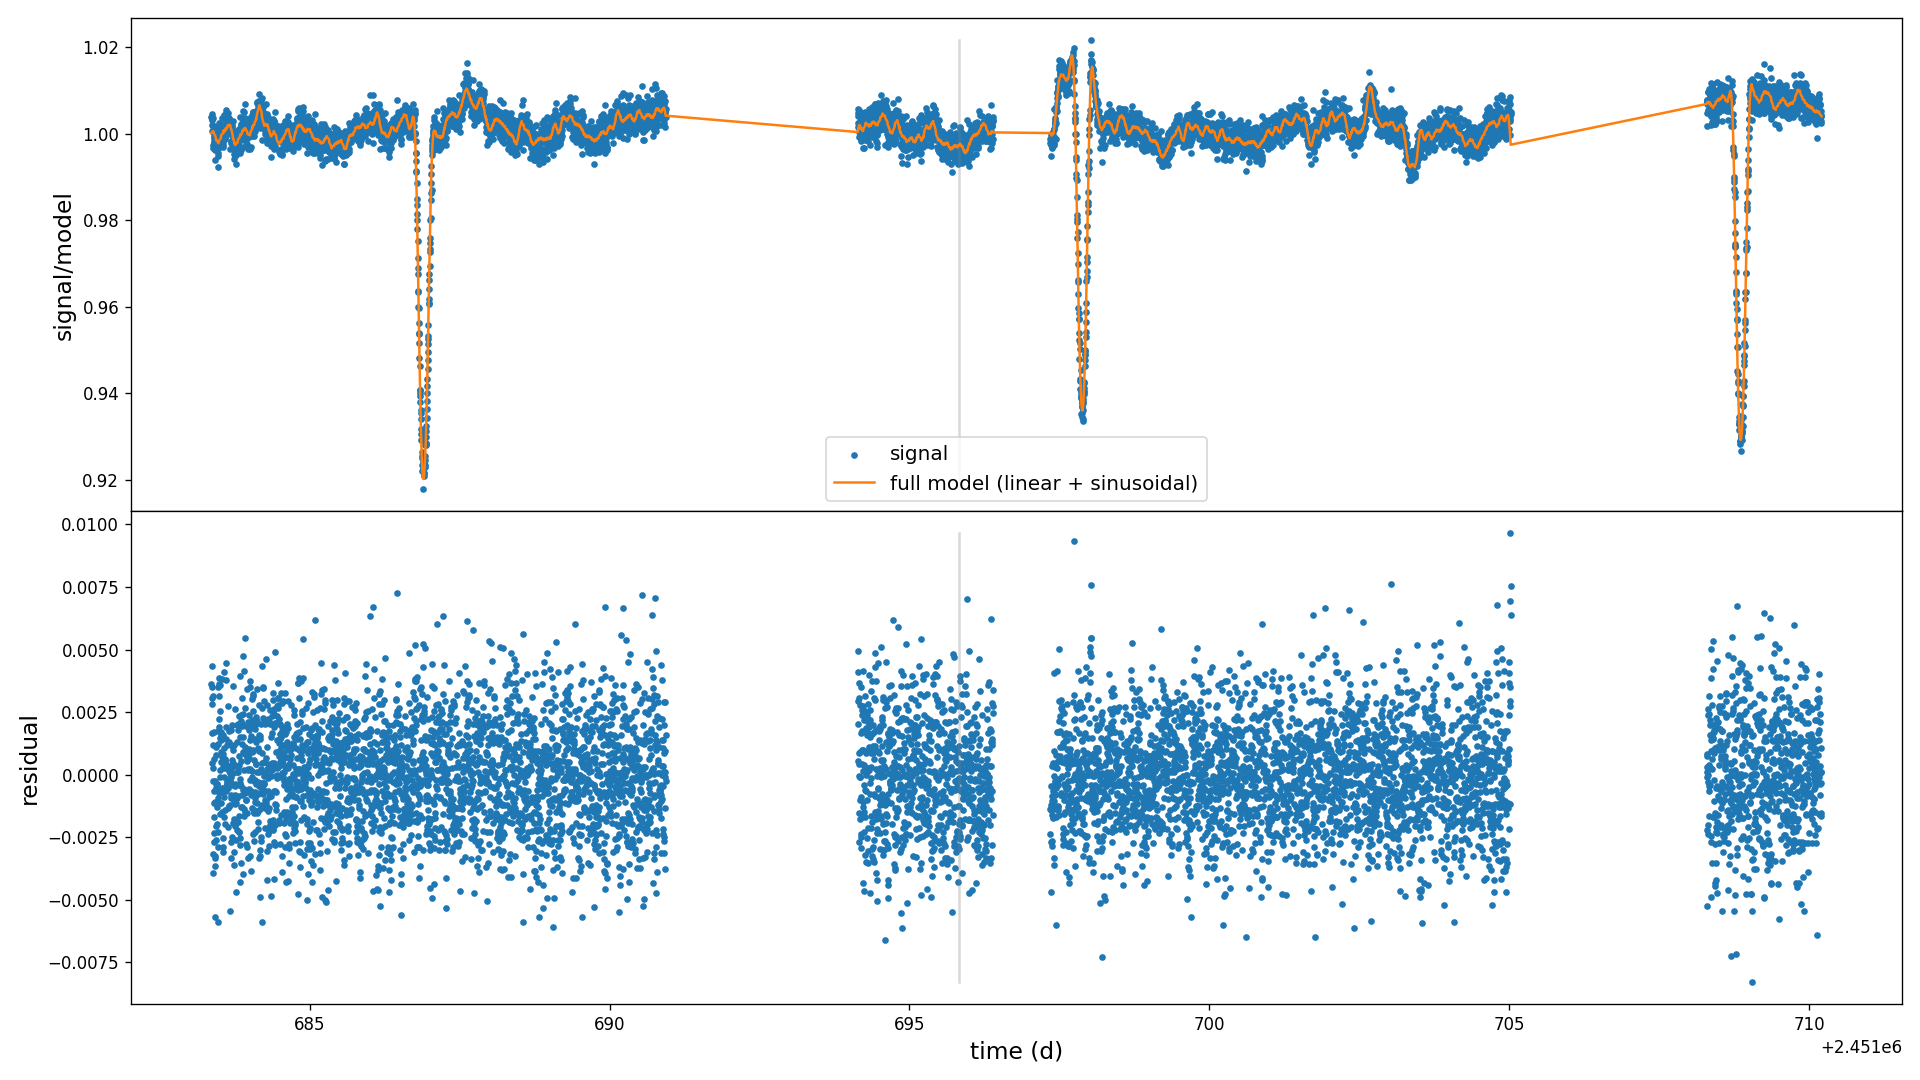 1.02
1.00
0.98
0.96
0.94
0.92
signal/model
signal
full model (linear + sinusoidal)
0.0100
0.0075
0.0050
0.0025
0.0000
−0.0025
−0.0050
−0.0075
residual
685 690 695 700 705 710
time (d)
+2.451e6